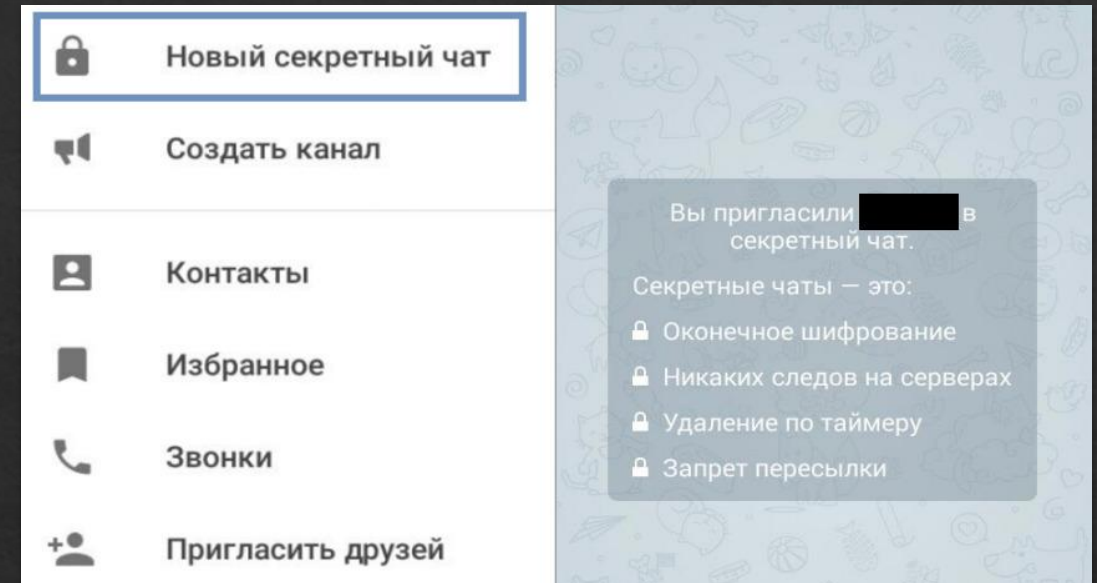 Новый секретный чат
Создать канал
Контакты
Избранное
Звонки
Пригласить друзей
Вы пригласили в
секретный чат.
Секретные чаты — это:
Оконечное шифрование
Никаких следов на серверах
Удаление по таймеру
Запрет пересылки